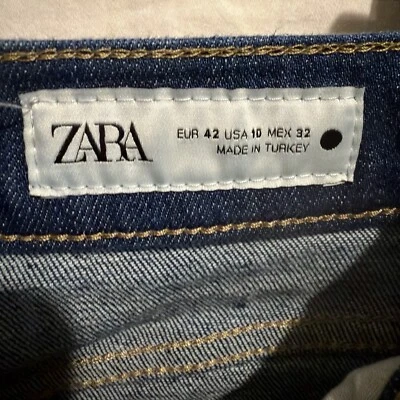 ZARA
EUR 42 USA 10 MEX 32
MADE IN TURKEY